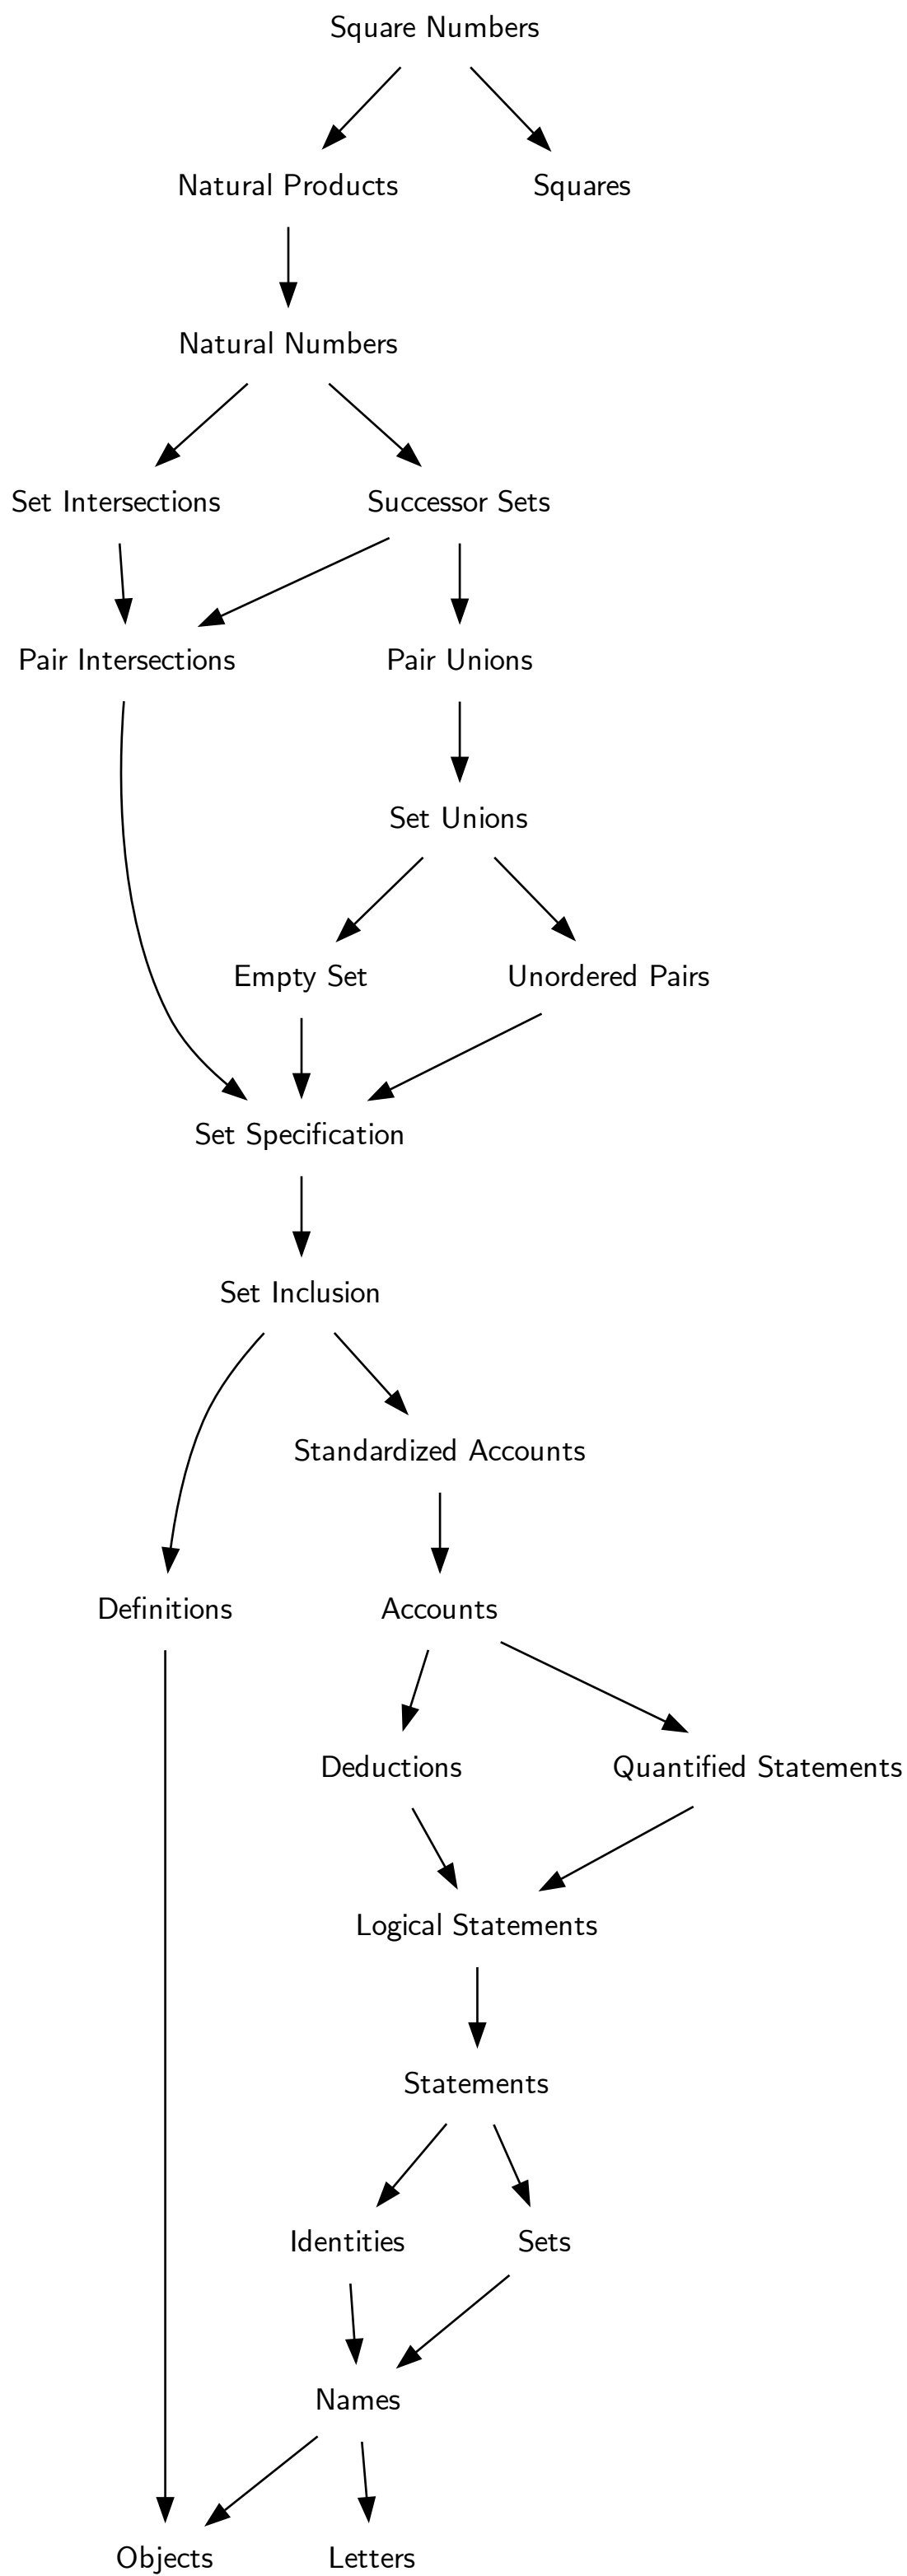 Square Numbers
Natural Products
Squares
Natural Numbers
Set Intersections
Successor Sets
Pair Intersections
Pair Unions
Set Unions
Empty Set
Unordered Pairs
Set Specification
Set Inclusion
Standardized Accounts
Definitions
Accounts
Deductions
Quantified Statements
Logical Statements
Statements
Identities
Sets
Names
Objects
Letters